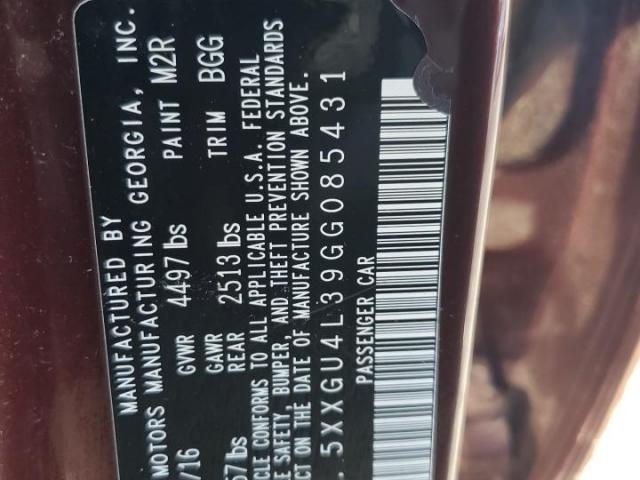 MANUFACTURED BY
MOTORS MANUFACTURING GEORGIA, INC.
/16 GVWR 4497 lbs PAINT M2R
GAWR
REAR 2513 lbs TRIM BGG
67 lbs
CLE CONFORMS TO ALL APPLICABLE U.S.A. FEDERAL
LE SAFETY, BUMPER, AND THEFT PREVENTION STANDARDS
CT ON THE DATE OF MANUFACTURE SHOWN ABOVE.
5XXGU4L39GG085431
PASSENGER CAR